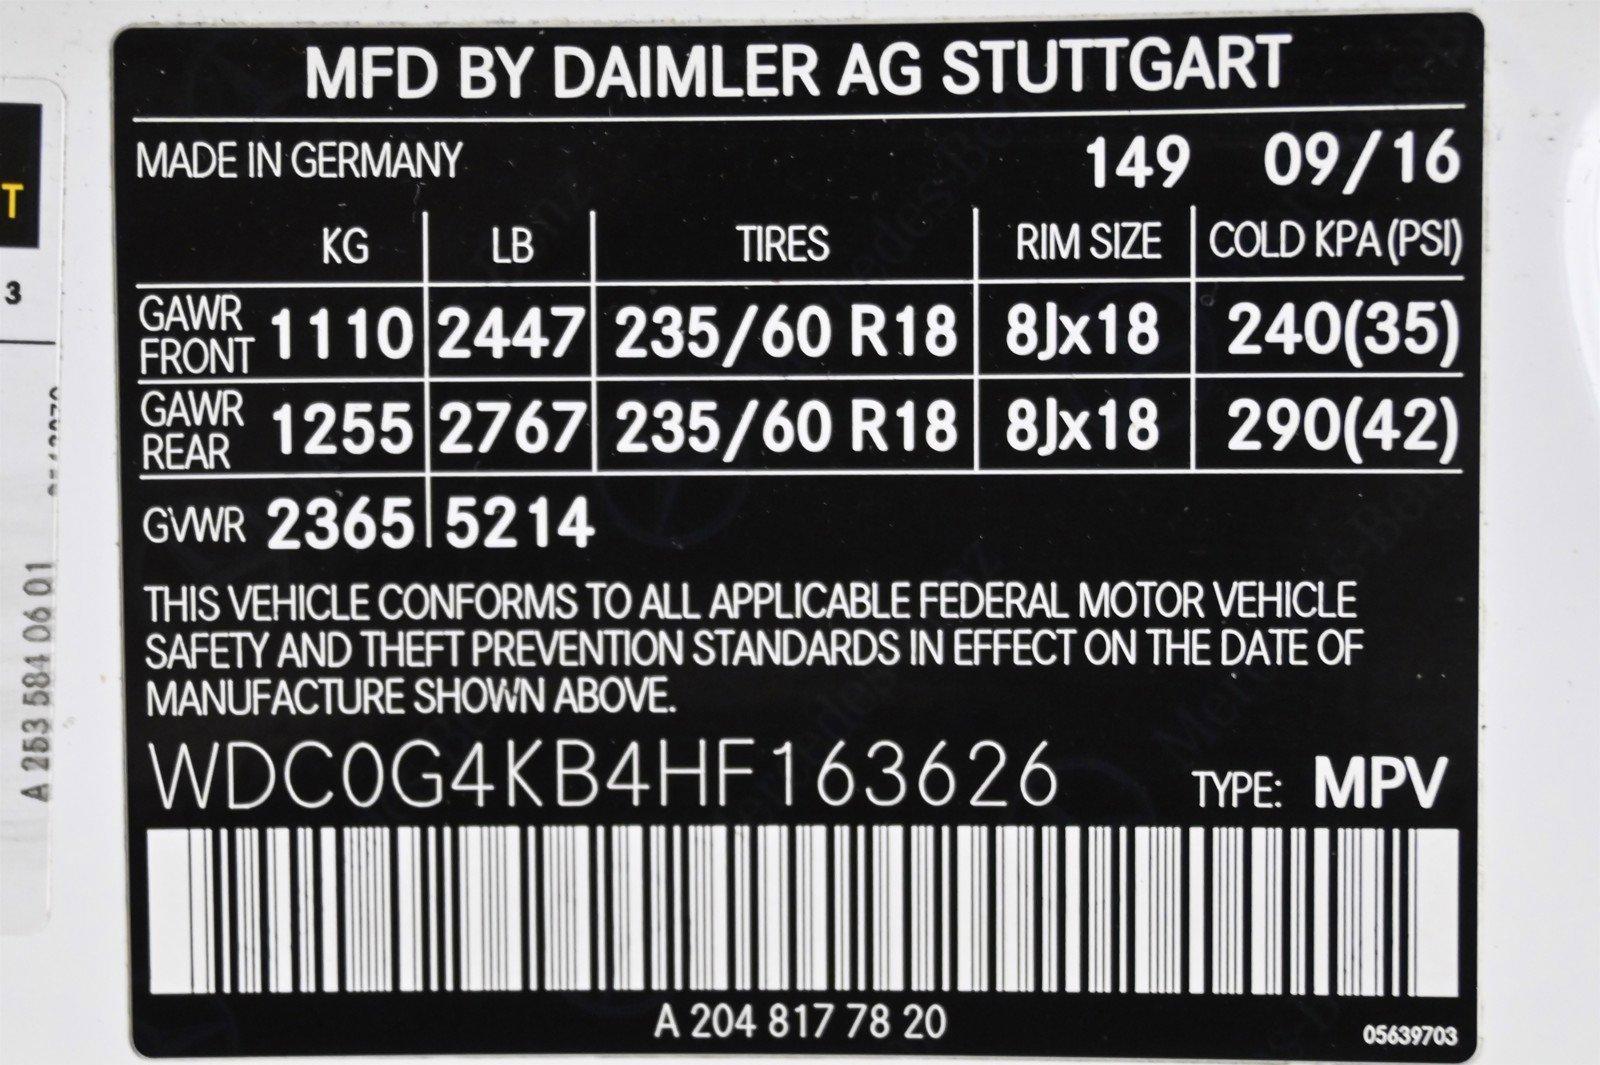 MFD BY DAIMLER AG STUTTGART
MADE IN GERMANY 149 09/16
KG LB TIRES RIM SIZE COLD KPA (PSI)
GAWR FRONT 1110 2447 235/60 R18 8Jx18 240(35)
GAWR REAR 1255 2767 235/60 R18 8Jx18 290(42)
GVWR 2365 5214
THIS VEHICLE CONFORMS TO ALL APPLICABLE FEDERAL MOTOR VEHICLE
SAFETY AND THEFT PREVENTION STANDARDS IN EFFECT ON THE DATE OF
MANUFACTURE SHOWN ABOVE.
WDC0G4KB4HF163626 TYPE: MPV
A 204 817 78 20
05639703
T
3
A 253 584 06 01